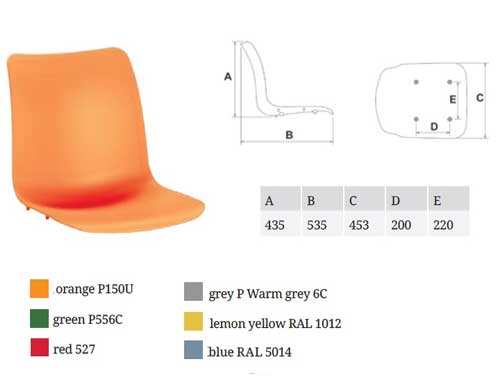 A
B
C
E
D
A B C D E
435 535 453 200 220
.orange P150U
green P556C
red 527
grey P Warm grey 6C
lemon yellow RAL 1012
.blue RAL 5014